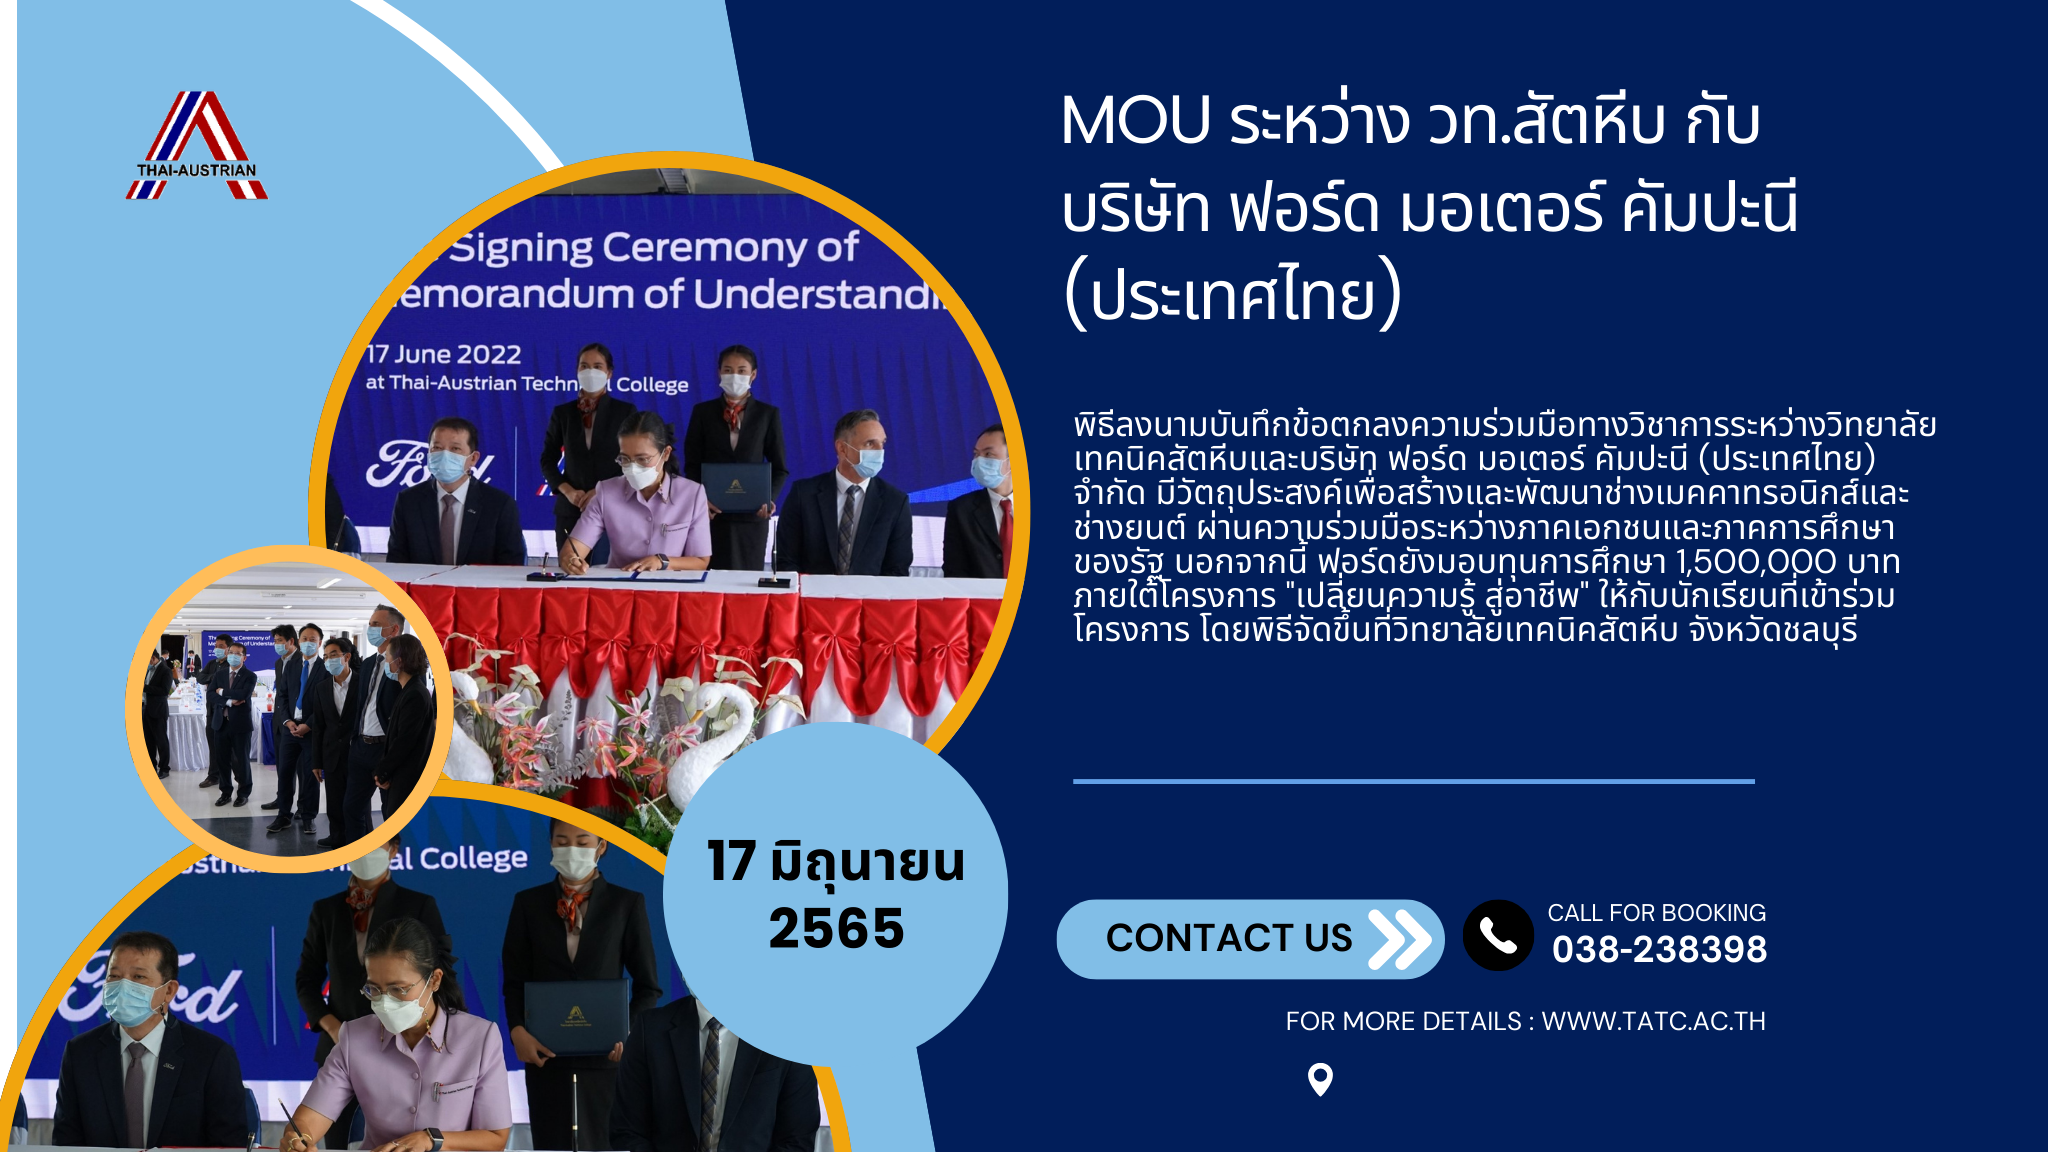 THAI-AUSTRIAN
Signing Ceremony of
emorandum of Understandi
17 June 2022
at Thai-Austrian Techni l College
Ford
al College
Ford
17 มิถุนายน
2565
MOU ระหว่าง วท.สัตหีบ กับ
บริษัท ฟอร์ด มอเตอร์ คัมปะนี
(ประเทศไทย)
พิธีลงนามบันทึกข้อตกลงความร่วมมือทางวิชาการระหว่างวิทยาลัย
เทคนิคสัตหีบและบริษัท ฟอร์ด มอเตอร์ คัมปะนี (ประเทศไทย)
จำกัด มีวัตถุประสงค์เพื่อสร้างและพัฒนาช่างเมคคาทรอนิกส์และ
ช่างยนต์ ผ่านความร่วมมือระหว่างภาคเอกชนและภาคการศึกษา
ของรัฐ นอกจากนี้ ฟอร์ดยังมอบทุนการศึกษา 1,500,000 บาท
ภายใต้โครงการ "เปลี่ยนความรู้ สู่อาชีพ" ให้กับนักเรียนที่เข้าร่วม
โครงการ โดยพิธีจัดขึ้นที่วิทยาลัยเทคนิคสัตหีบ จังหวัดชลบุรี
CONTACT US
CALL FOR BOOKING
038-238398
FOR MORE DETAILS : WWW.TATC.AC.TH